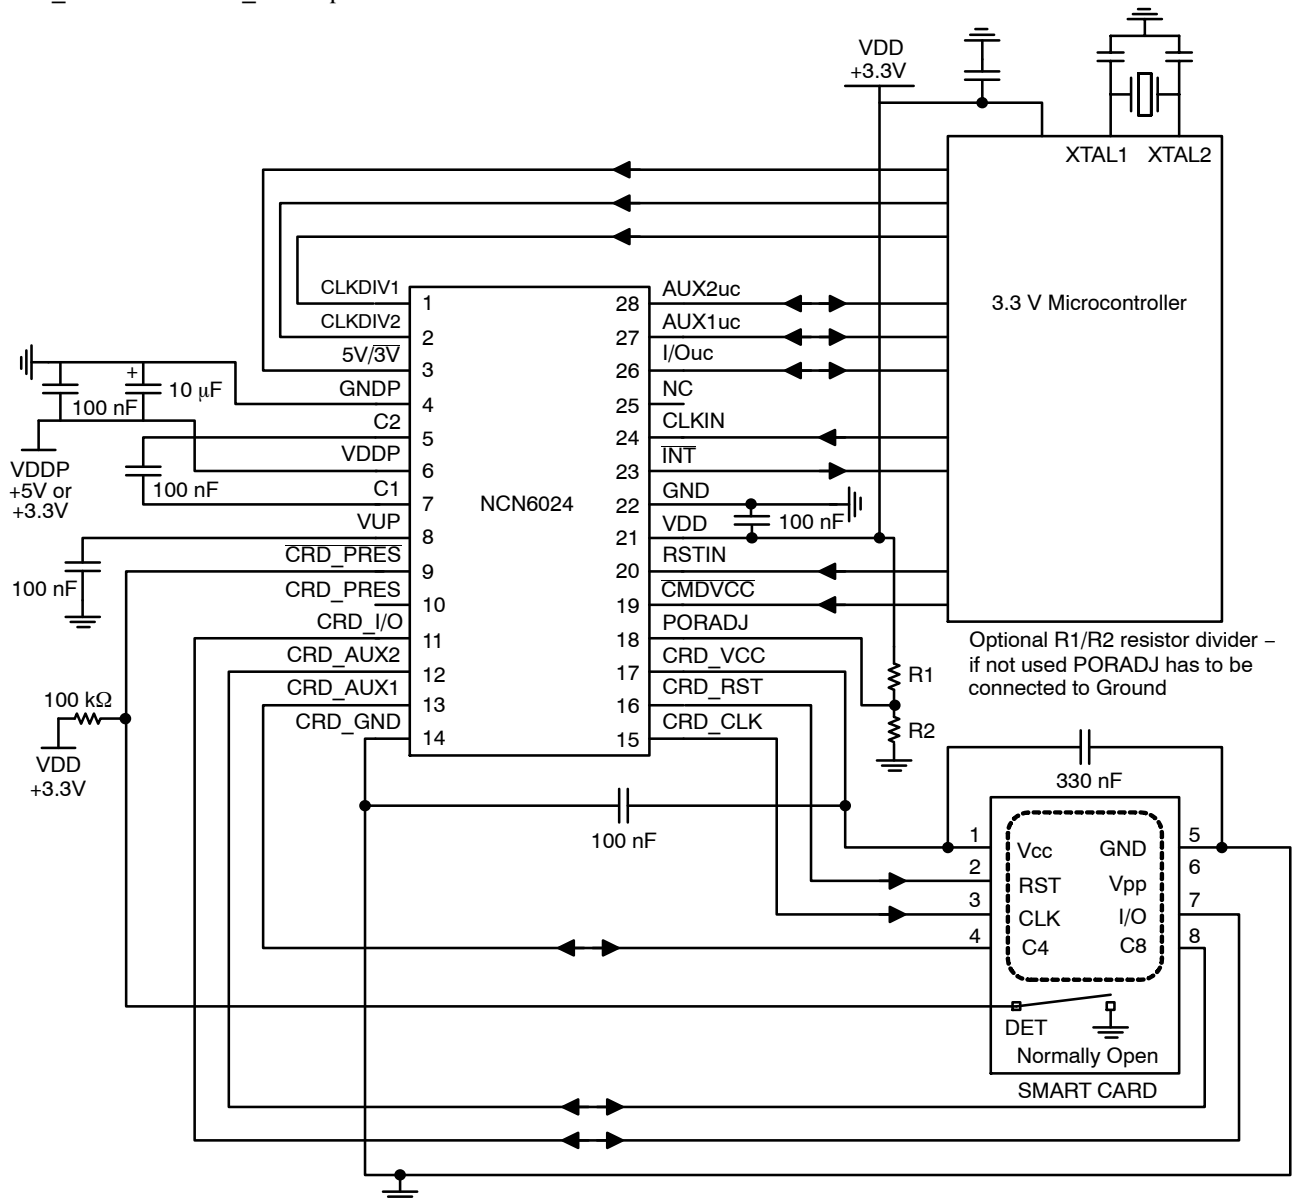 VDD
+3.3V
XTAL1 XTAL2
3.3 V Microcontroller
CLKDIV1
CLKDIV2
5V/3V
GNDP
C2
VDDP
C1
VUP
CRD_PRES
CRD_PRES
CRD_I/O
CRD_AUX2
CRD_AUX1
CRD_GND
1
2
3
4
5
6
7
8
9
10
11
12
13
14
NCN6024
28
27
26
25
24
23
22
21
20
19
18
17
16
15
AUX2uc
AUX1uc
I/Ouc
NC
CLKIN
INT
GND
VDD
RSTIN
CMDVCC
PORADJ
CRD_VCC
CRD_RST
CRD_CLK
+
10 μF
100 nF
VDDP
+5V or
+3.3V
100 nF
100 nF
100 nF
100 kΩ
VDD
+3.3V
Optional R1/R2 resistor divider –
if not used PORADJ has to be
connected to Ground
R1
R2
330 nF
100 nF
1
2
3
4
Vcc
RST
CLK
C4
GND
Vpp
I/O
C8
5
6
7
8
DET
Normally Open
SMART CARD